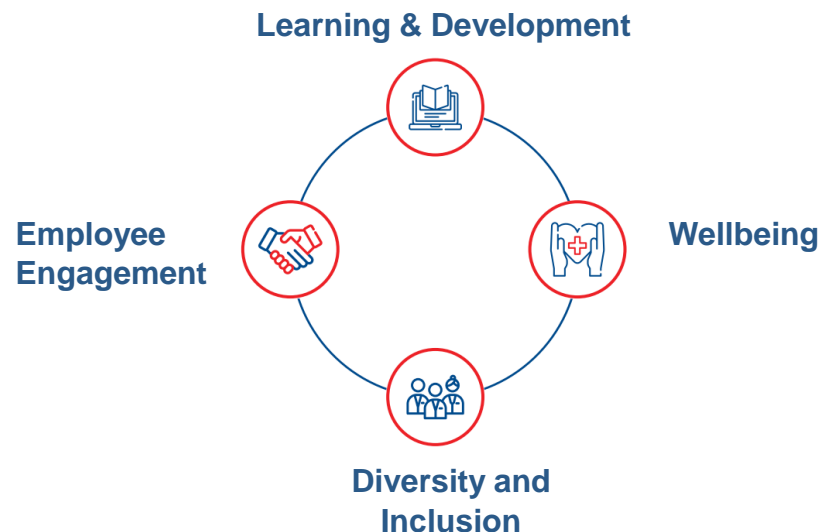 Learning & Development
Employee
Engagement
Wellbeing
Diversity and
Inclusion